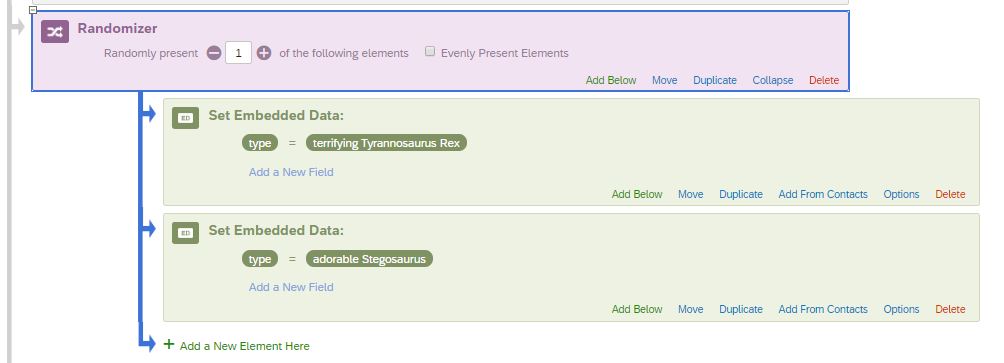 Randomizer
Randomly present 1 of the following elements Evenly Present Elements
Add Below Move Duplicate Collapse Delete
ED Set Embedded Data:
type = terrifying Tyrannosaurus Rex
Add a New Field
Add Below Move Duplicate Add From Contacts Options Delete
ED Set Embedded Data:
type = adorable Stegosaurus
Add a New Field
Add Below Move Duplicate Add From Contacts Options Delete
+ Add a New Element Here